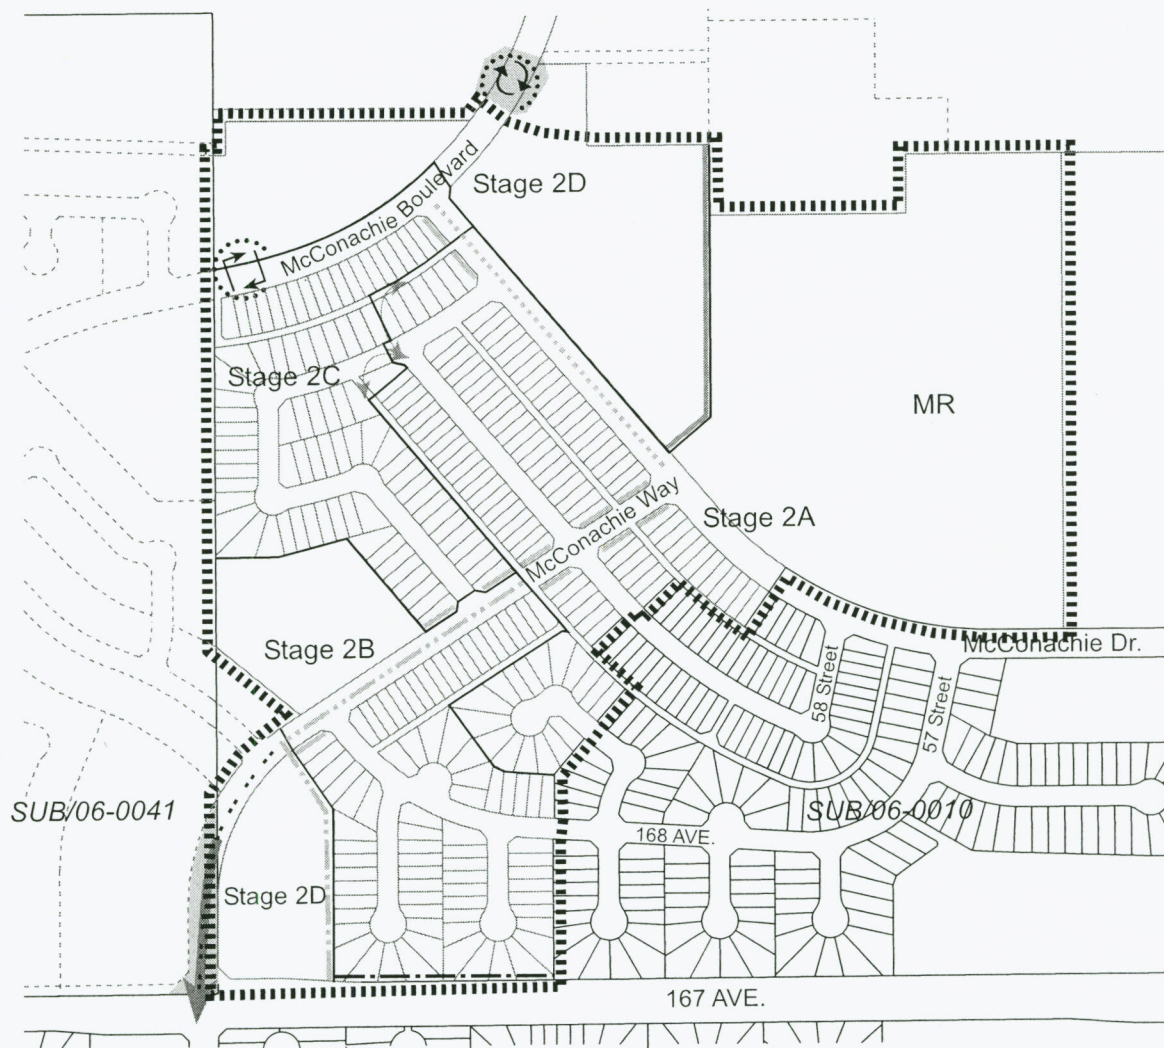 Stage 2D
McConachie Boulevard
Stage 2C
MR
McConachie Way
Stage 2A
Stage 2B
McConachie Dr.
58 Street
57 Street
SUB/06-0041
SUB/06-0010
168 AVE.
Stage 2D
167 AVE.